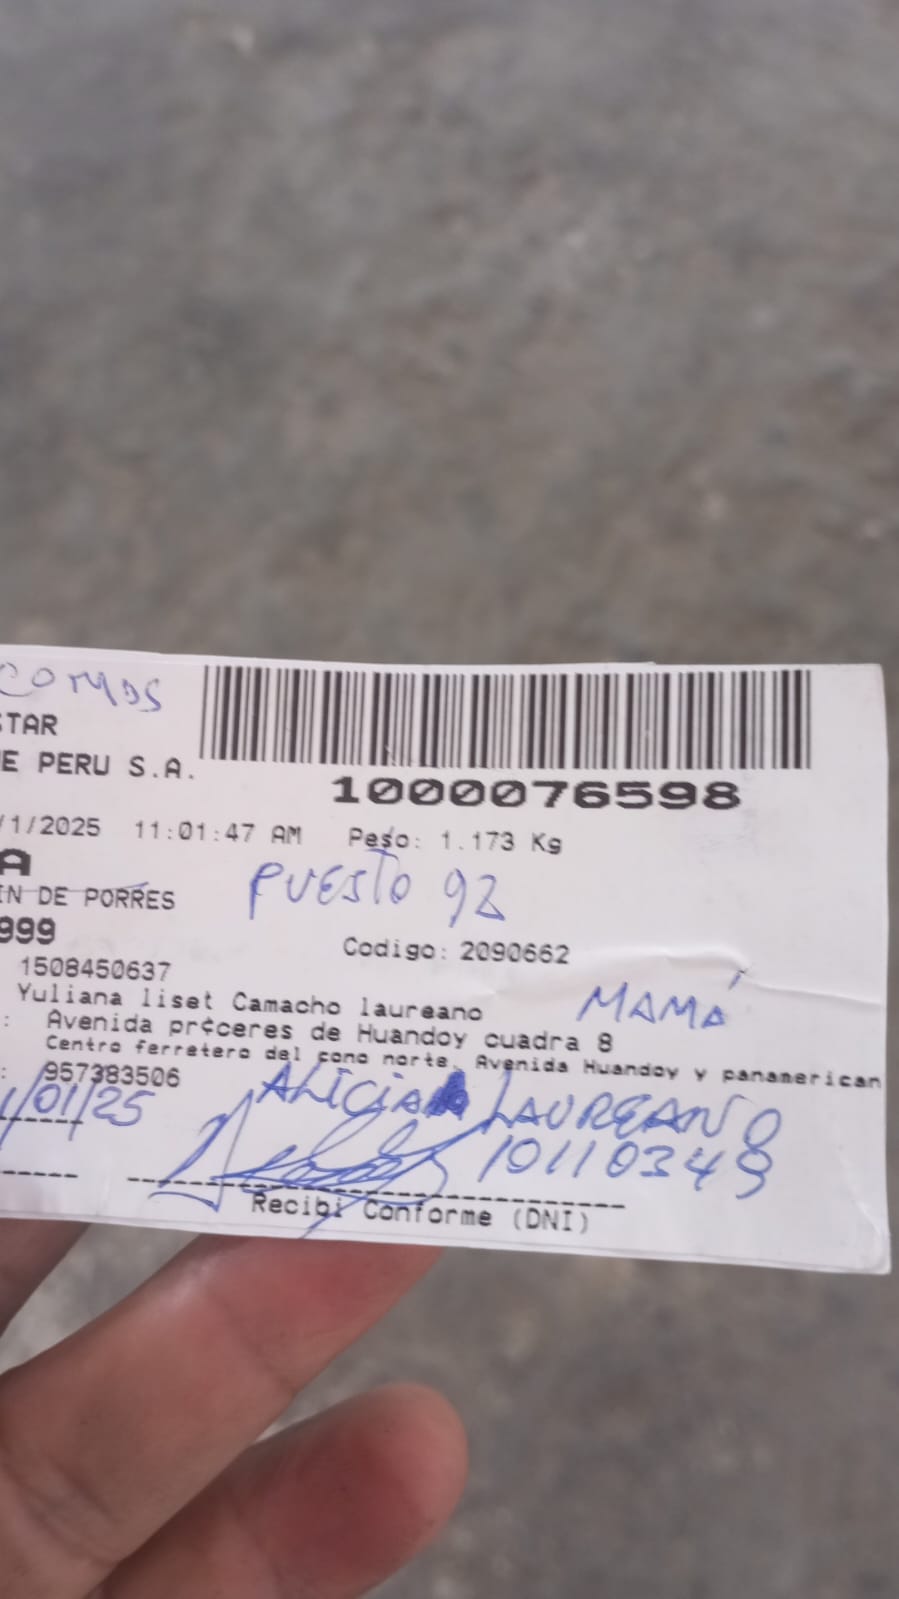 COMAS
STAR
E PERU S.A.
1000076598
/1/2025 11:01:47 AM Peso: 1.173 Kg
A
IN DE PORRES PUESTO 92
999
Codigo: 2090662
1508450637
Yuliana liset Camacho laureano MAMÁ
: Avenida pr¢ceres de Huandoy cuadra 8
Centro ferretero del cono norte, Avenida Huandoy y panamerican
: 957383506
/01/25 ALICIA LAUREANO
10110349
Recibi Conforme (DNI)